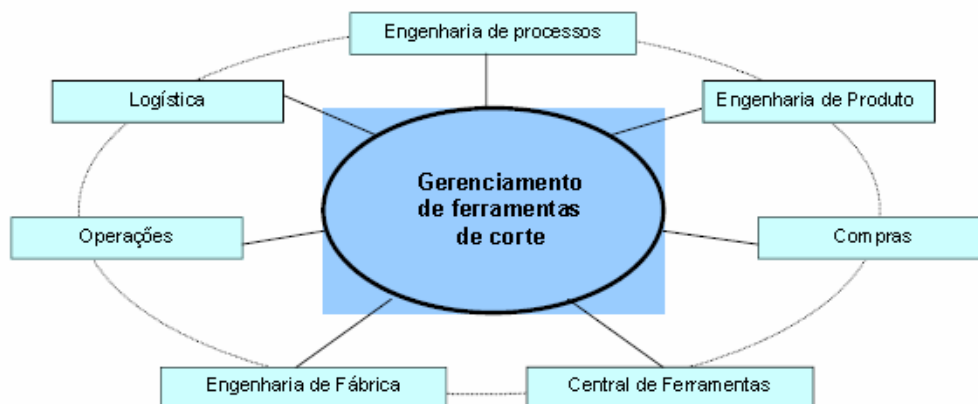 Engenharia de processos
Logística
Engenharia de Produto
Gerenciamento
de ferramentas
de corte
Operações
Compras
Engenharia de Fábrica
Central de Ferramentas